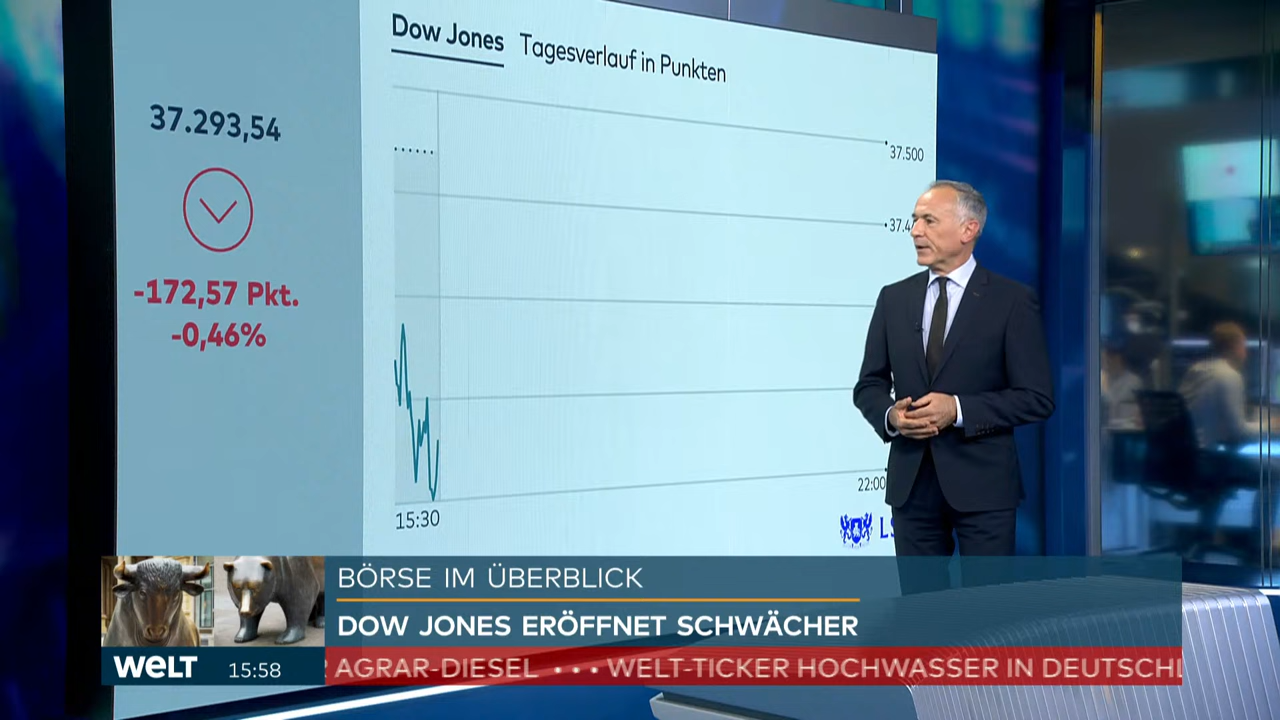 Dow Jones Tagesverlauf in Punkten
37.293,54
-172,57 Pkt.
-0,46%
37.500
15:30
22:00
BÖRSE IM ÜBERBLICK
DOW JONES ERÖFFNET SCHWÄCHER
WELT 15:58 AGRAR-DIESEL ••• WELT-TICKER HOCHWASSER IN DEUTSCHL